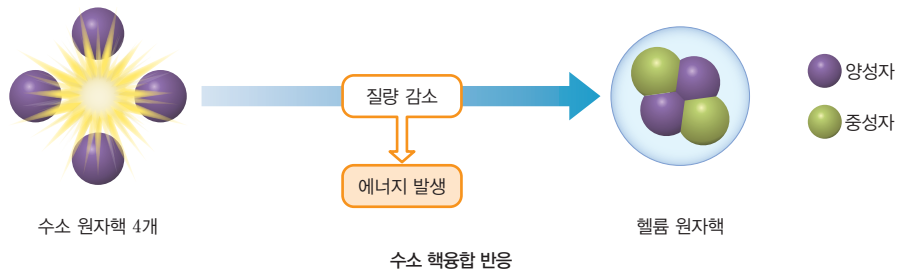 질량 감소
에너지 발생
양성자
중성자
수소 원자핵 4개
헬륨 원자핵
수소 핵융합 반응